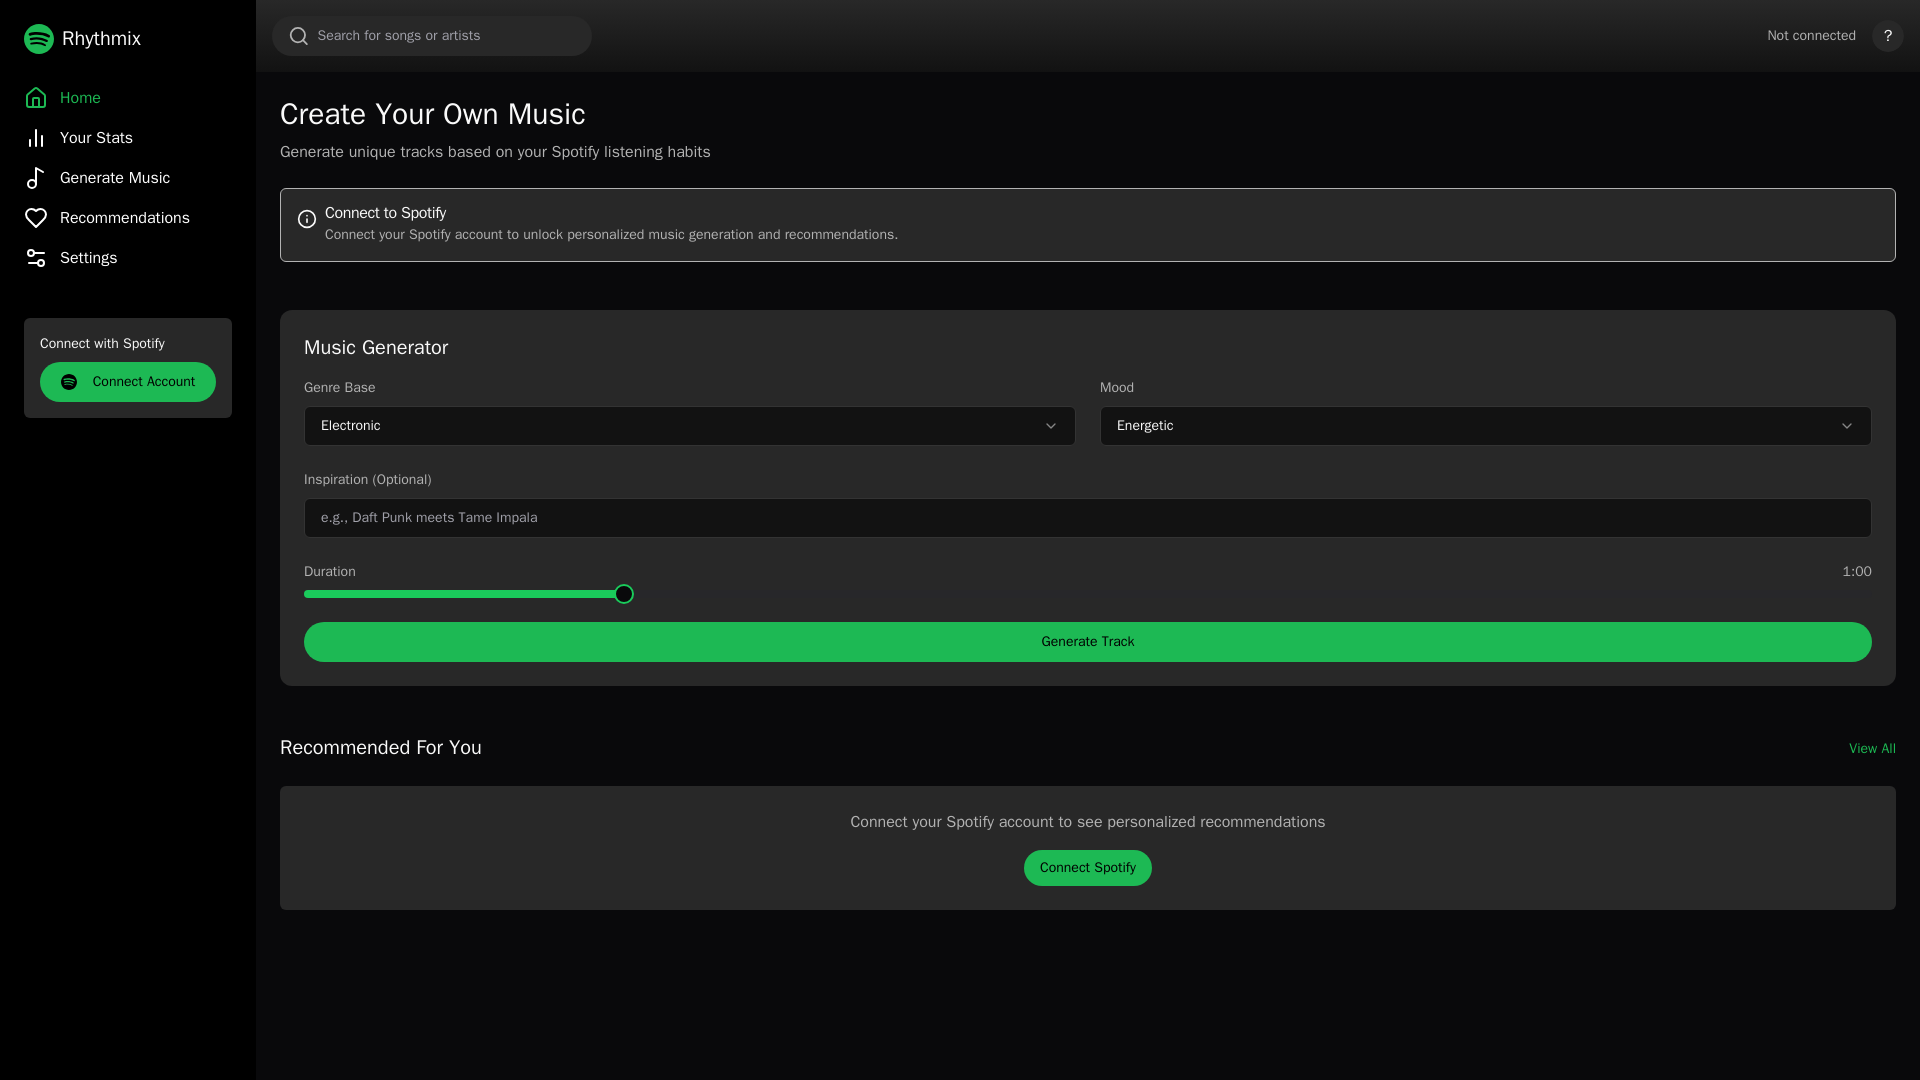 Rhythmix
Home
Your Stats
Generate Music
Recommendations
Settings
Connect with Spotify
Connect Account
Search for songs or artists
Not connected
?
Create Your Own Music
Generate unique tracks based on your Spotify listening habits
Connect to Spotify
Connect your Spotify account to unlock personalized music generation and recommendations.
Music Generator
Genre Base
Mood
Electronic
Energetic
Inspiration (Optional)
e.g., Daft Punk meets Tame Impala
Duration
1:00
Generate Track
Recommended For You
View All
Connect your Spotify account to see personalized recommendations
Connect Spotify